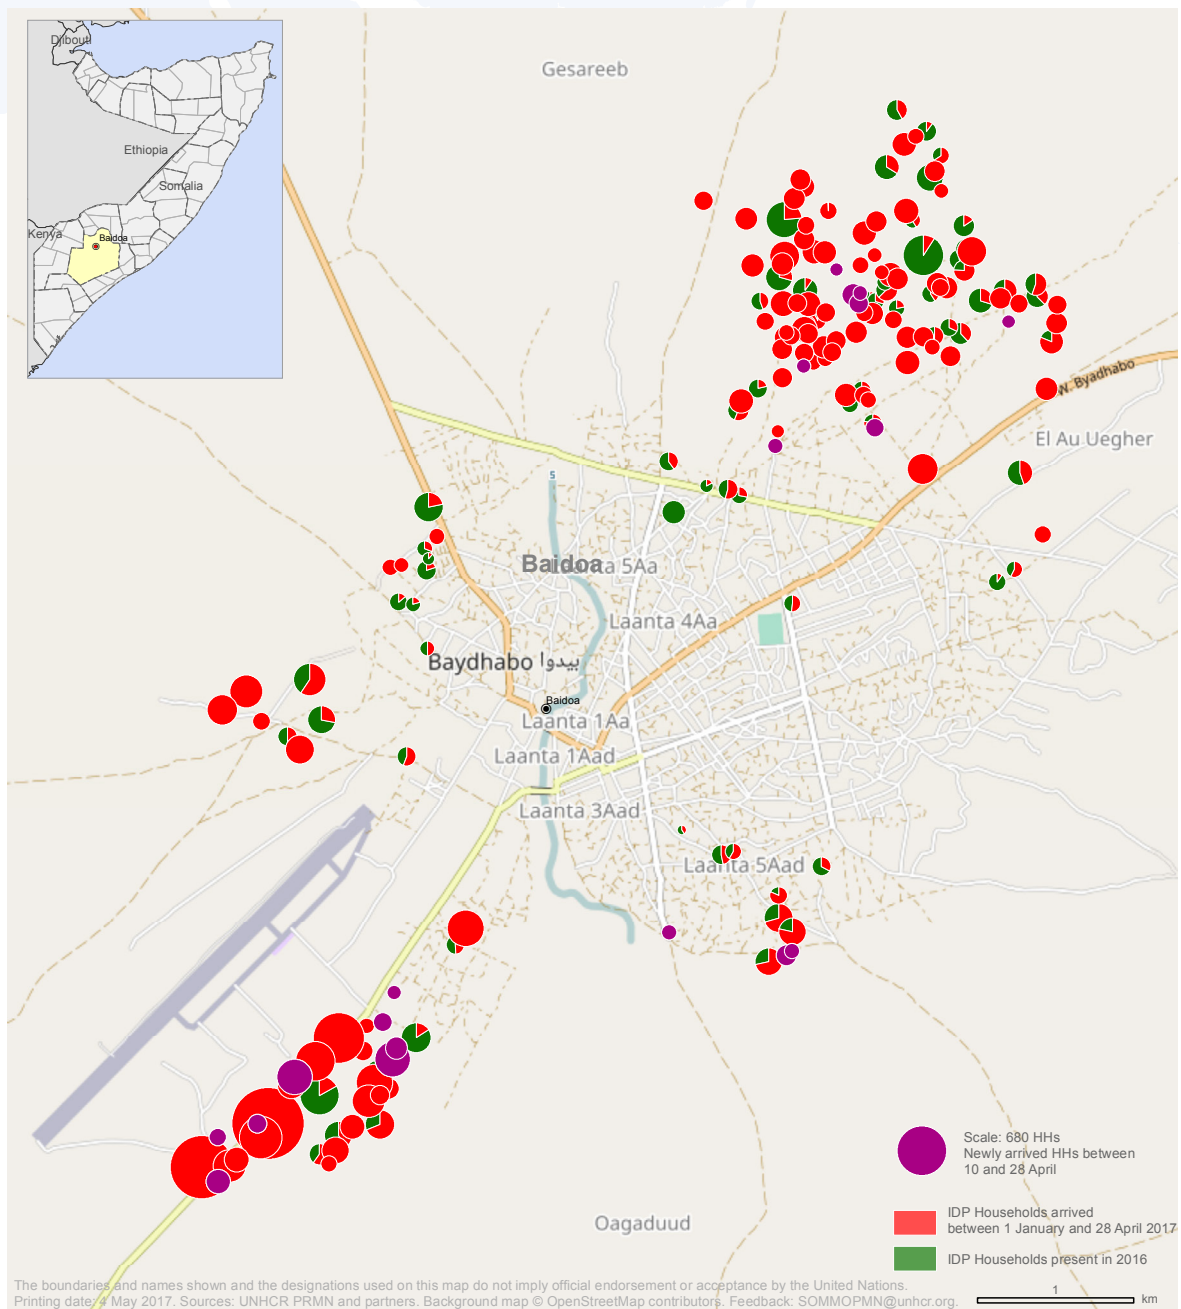 Djibouti
Ethiopia
Somalia
Kenya
Baidoa
Gesareeb
W. Byadhabo
El Au Uegher
5
Baidoa
Laanta 5Aa
Laanta 4Aa
Baydhabo بيدوا
Baidoa
Laanta 1Aa
Laanta 1Aad
Laanta 3Aad
Laanta 5Aad
Oagaduud
Scale: 680 HHs
Newly arrived HHs between
10 and 28 April
IDP Households arrived
between 1 January and 28 April 2017
IDP Households present in 2016
The boundaries and names shown and the designations used on this map do not imply official endorsement or acceptance by the United Nations.
Printing date: 4 May 2017. Sources: UNHCR PRMN and partners. Background map © OpenStreetMap contributors. Feedback: SOMMOPMN@unhcr.org.
1
km